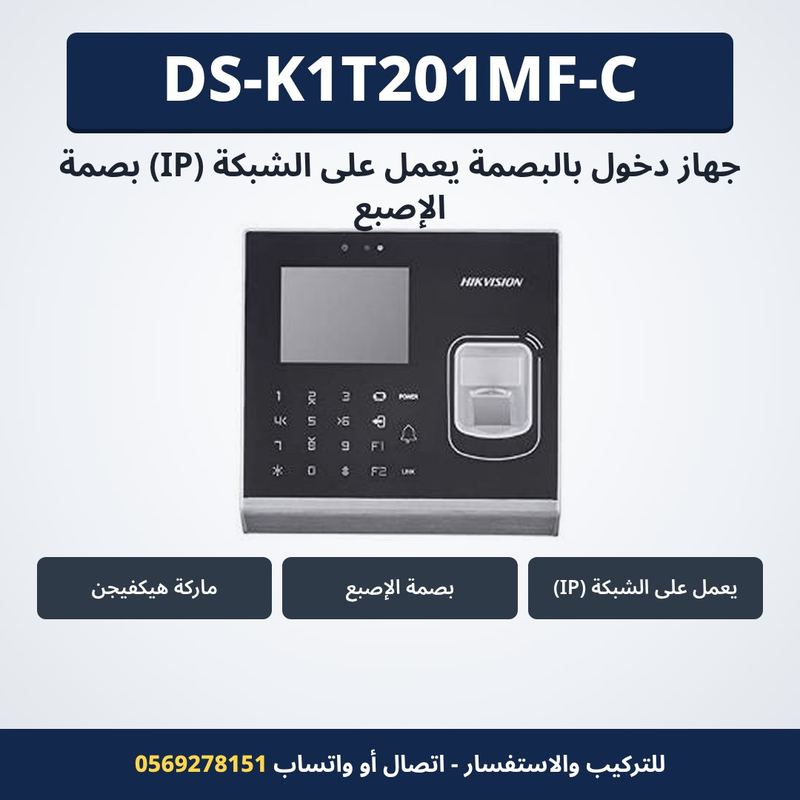 DS-K1T201MF-C
جهاز دخول بالبصمة يعمل على الشبكة (IP) بصمة
الإصبع
HIKVISION
1 2 3 POWER
4 5 6
7 8 9 F1
* 0 # F2 LINK
يعمل على الشبكة (IP)
بصمة الإصبع
ماركة هيكفيجن
للتركيب والاستفسار - اتصال أو واتساب 0569278151